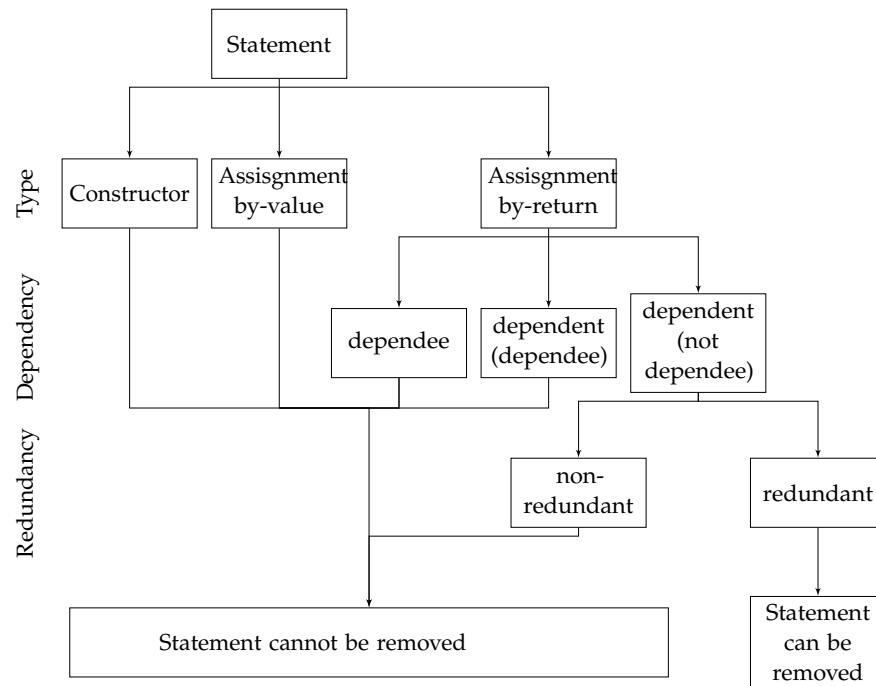 Statement
Type
Constructor
Assisgnment
by-value
Assisgnment
by-return
Dependency
dependee
dependent
(dependee)
dependent
(not
dependee)
Redundancy
non-
redundant
redundant
Statement cannot be removed
Statement
can be
removed